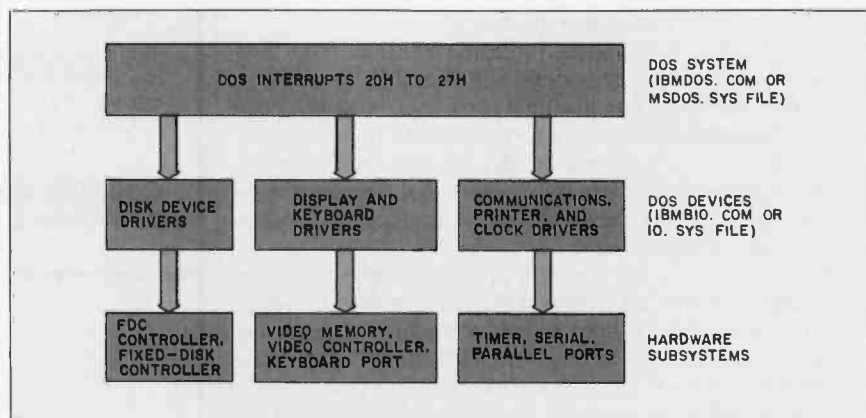 DOS INTERRUPTS 20H TO 27H
DOS SYSTEM
(IBMDOS. COM OR
MSDOS. SYS FILE)
DISK DEVICE
DRIVERS
DISPLAY AND
KEYBOARD
DRIVERS
COMMUNICATIONS,
PRINTER, AND
CLOCK DRIVERS
DOS DEVICES
(IBMBIO. COM OR
IO. SYS FILE)
FDC
CONTROLLER,
FIXED-DISK
CONTROLLER
VIDEO MEMORY,
VIDEO CONTROLLER,
KEYBOARD PORT
TIMER, SERIAL,
PARALLEL PORTS
HARDWARE
SUBSYSTEMS